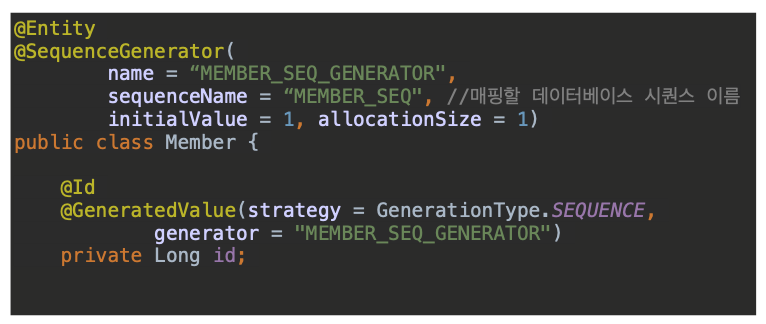 @Entity
@SequenceGenerator(
name = “MEMBER_SEQ_GENERATOR",
sequenceName = “MEMBER_SEQ", //매핑할 데이터베이스 시퀀스 이름
initialValue = 1, allocationSize = 1)
public class Member {
@Id
@GeneratedValue(strategy = GenerationType.SEQUENCE,
generator = "MEMBER_SEQ_GENERATOR")
private Long id;